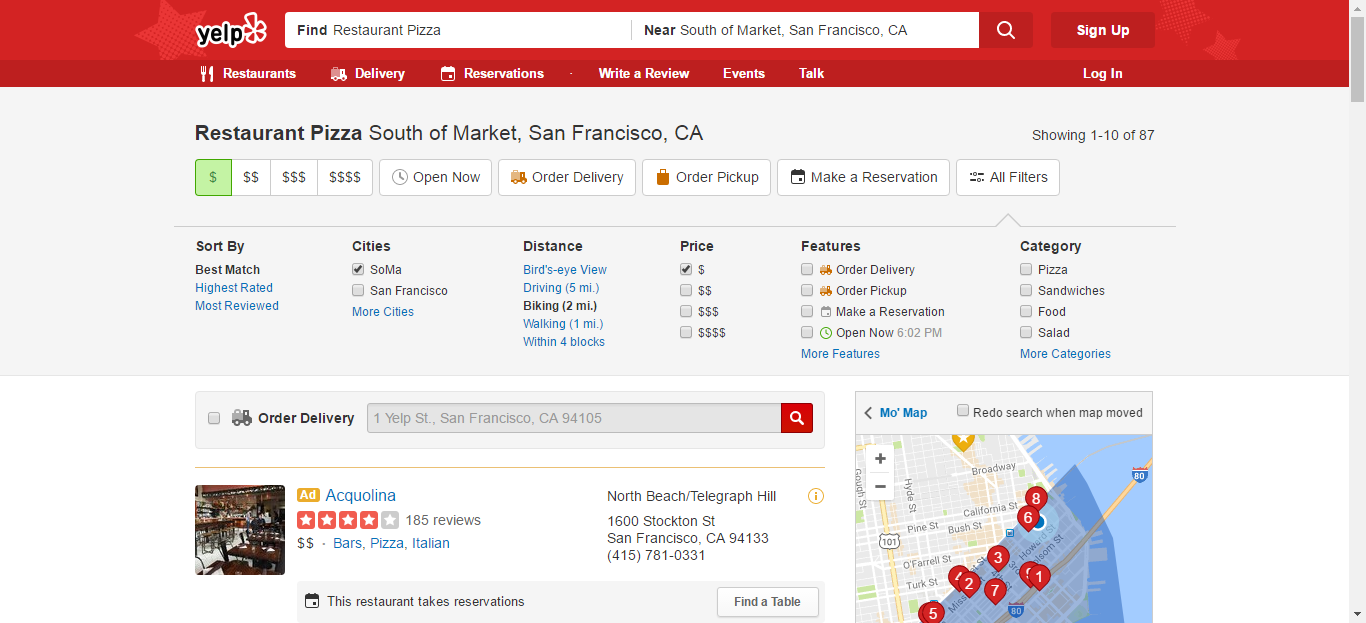 yelp
Find Restaurant Pizza
Near South of Market, San Francisco, CA
Sign Up
Restaurants
Delivery
Reservations
·
Write a Review
Events
Talk
Log In
Restaurant Pizza South of Market, San Francisco, CA
Showing 1-10 of 87
$
$$
$$$
$$$$
Open Now
Order Delivery
Order Pickup
Make a Reservation
All Filters
Sort By
Best Match
Highest Rated
Most Reviewed
Cities
SoMa
San Francisco
More Cities
Distance
Bird's-eye View
Driving (5 mi.)
Biking (2 mi.)
Walking (1 mi.)
Within 4 blocks
Price
$
$$
$$$
$$$$
Features
Order Delivery
Order Pickup
Make a Reservation
Open Now 6:02 PM
More Features
Category
Pizza
Sandwiches
Food
Salad
More Categories
Order Delivery
1 Yelp St., San Francisco, CA 94105
Ad Acquolina
185 reviews
$$ · Bars, Pizza, Italian
North Beach/Telegraph Hill
1600 Stockton St
San Francisco, CA 94133
(415) 781-0331
This restaurant takes reservations
Find a Table
Mo' Map
Redo search when map moved
+
−
Broadway
80
Gough St
Hyde St
California St
8
6
Pine St
Bush St
101
Howard St
Folsom St
O'Farrell St
3
Turk St
4
2
1
7
80
5